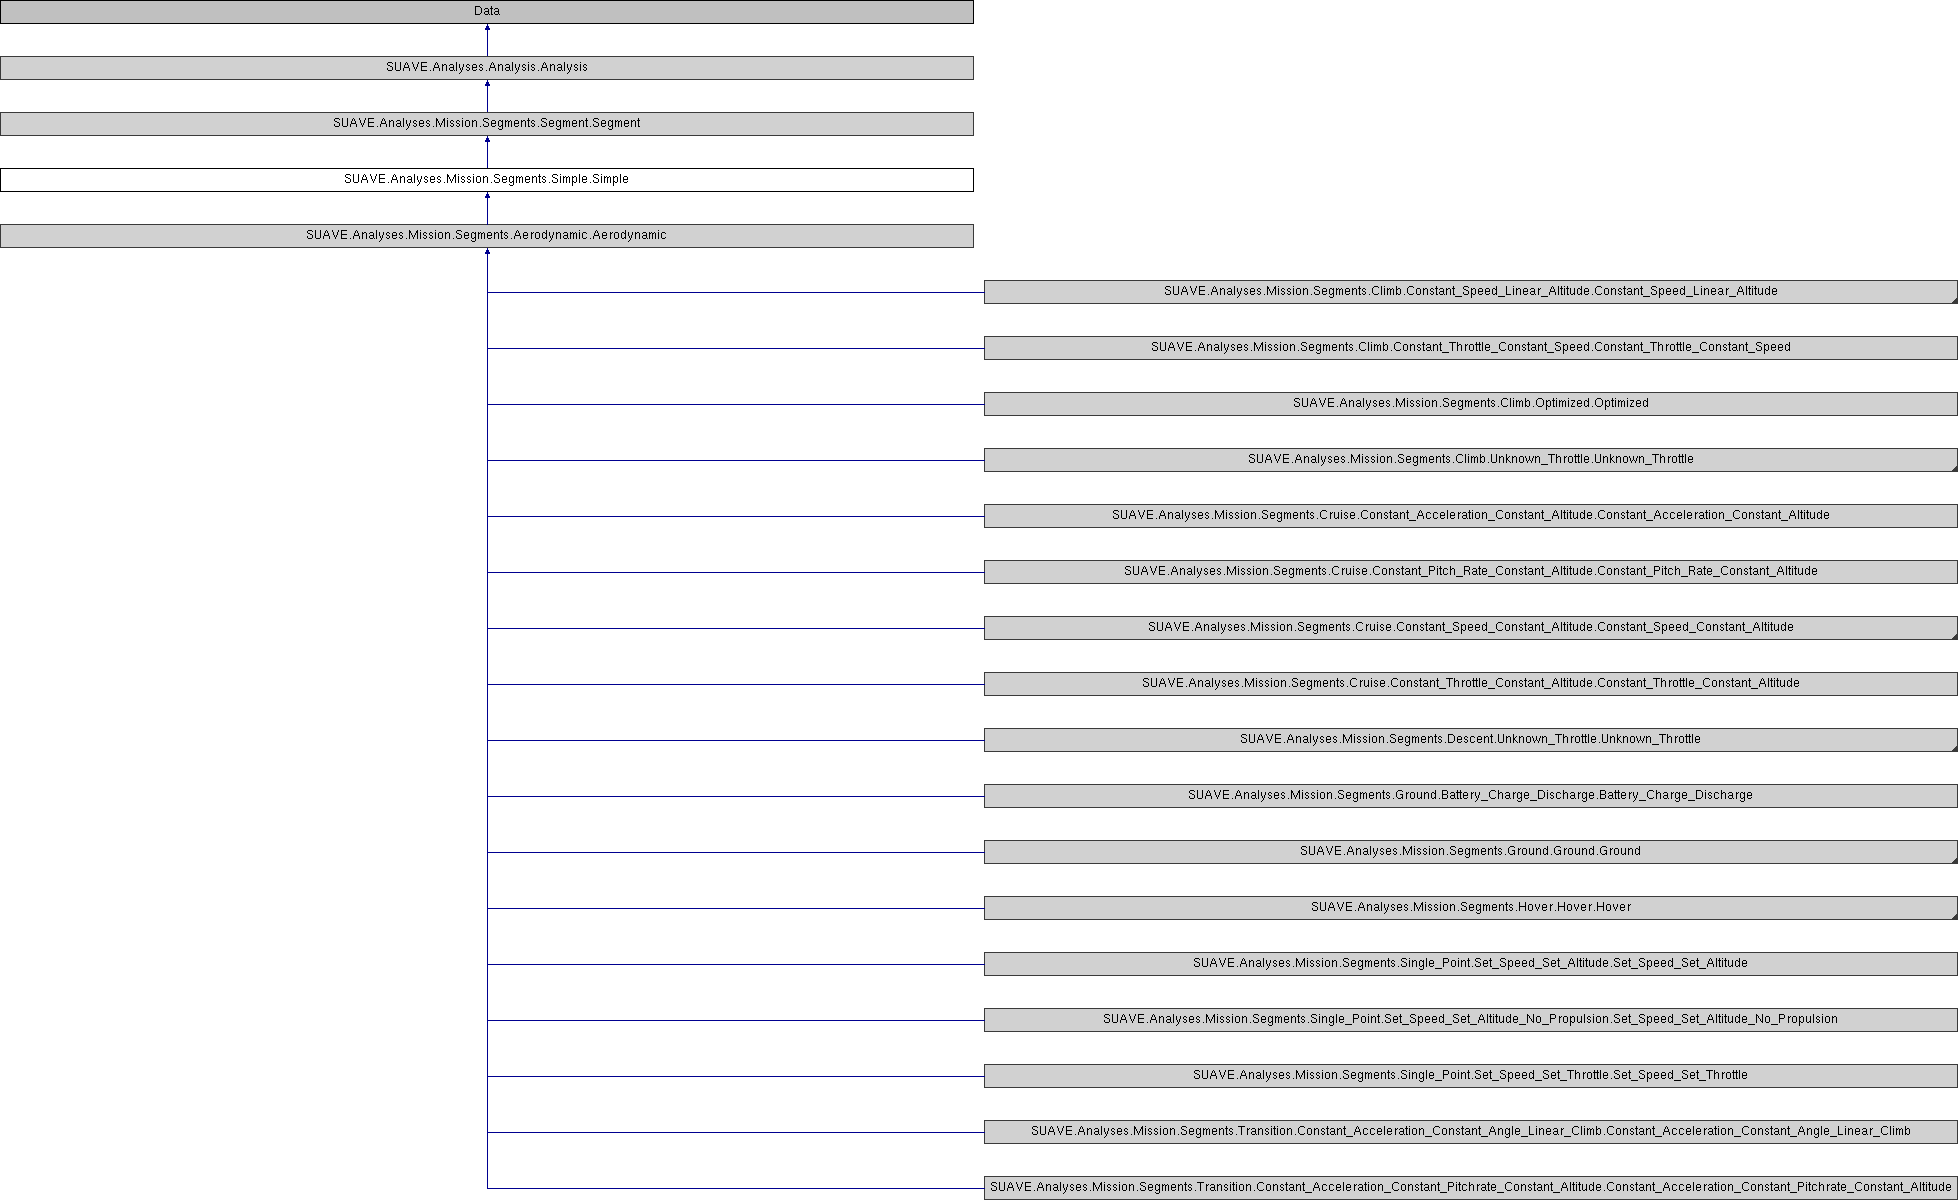 Data
SUAVE.Analyses.Analysis.Analysis
SUAVE.Analyses.Mission.Segments.Segment.Segment
SUAVE.Analyses.Mission.Segments.Simple.Simple
SUAVE.Analyses.Mission.Segments.Aerodynamic.Aerodynamic
SUAVE.Analyses.Mission.Segments.Climb.Constant_Speed_Linear_Altitude.Constant_Speed_Linear_Altitude
SUAVE.Analyses.Mission.Segments.Climb.Constant_Throttle_Constant_Speed.Constant_Throttle_Constant_Speed
SUAVE.Analyses.Mission.Segments.Climb.Optimized.Optimized
SUAVE.Analyses.Mission.Segments.Climb.Unknown_Throttle.Unknown_Throttle
SUAVE.Analyses.Mission.Segments.Cruise.Constant_Acceleration_Constant_Altitude.Constant_Acceleration_Constant_Altitude
SUAVE.Analyses.Mission.Segments.Cruise.Constant_Pitch_Rate_Constant_Altitude.Constant_Pitch_Rate_Constant_Altitude
SUAVE.Analyses.Mission.Segments.Cruise.Constant_Speed_Constant_Altitude.Constant_Speed_Constant_Altitude
SUAVE.Analyses.Mission.Segments.Cruise.Constant_Throttle_Constant_Altitude.Constant_Throttle_Constant_Altitude
SUAVE.Analyses.Mission.Segments.Descent.Unknown_Throttle.Unknown_Throttle
SUAVE.Analyses.Mission.Segments.Ground.Battery_Charge_Discharge.Battery_Charge_Discharge
SUAVE.Analyses.Mission.Segments.Ground.Ground.Ground
SUAVE.Analyses.Mission.Segments.Hover.Hover.Hover
SUAVE.Analyses.Mission.Segments.Single_Point.Set_Speed_Set_Altitude.Set_Speed_Set_Altitude
SUAVE.Analyses.Mission.Segments.Single_Point.Set_Speed_Set_Altitude_No_Propulsion.Set_Speed_Set_Altitude_No_Propulsion
SUAVE.Analyses.Mission.Segments.Single_Point.Set_Speed_Set_Throttle.Set_Speed_Set_Throttle
SUAVE.Analyses.Mission.Segments.Transition.Constant_Acceleration_Constant_Angle_Linear_Climb.Constant_Acceleration_Constant_Angle_Linear_Climb
SUAVE.Analyses.Mission.Segments.Transition.Constant_Acceleration_Constant_Pitchrate_Constant_Altitude.Constant_Acceleration_Constant_Pitchrate_Constant_Altitude